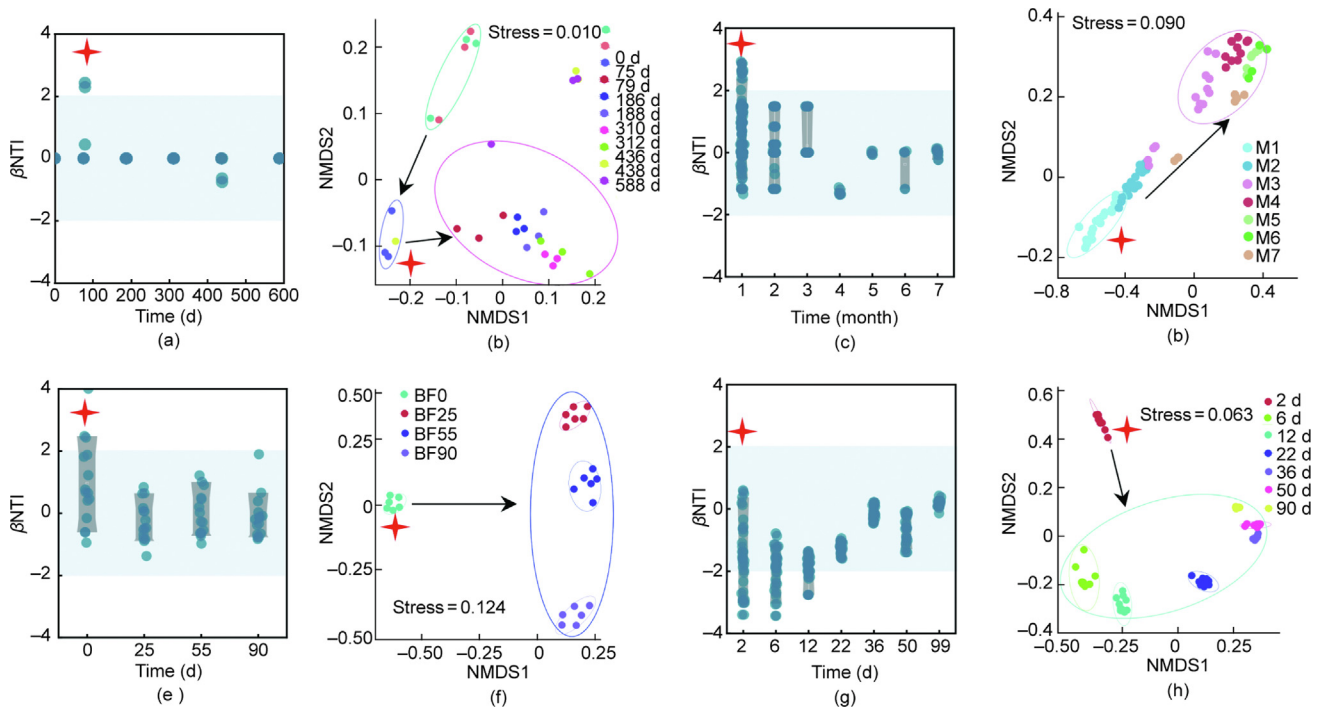 4
2
0
−2
−4
βNTI
0 100 200 300 400 500 600
Time (d)
(a)
Stress = 0.010
0.2
0.1
0
−0.1
NMDS2
−0.2 −0.1 0 0.1 0.2
NMDS1
(b)
0 d
75 d
79 d
186 d
188 d
310 d
312 d
436 d
438 d
588 d
4
2
0
−2
−4
βNTI
1 2 3 4 5 6 7
Time (month)
(c)
Stress = 0.090
0.4
0.2
0
−0.2
NMDS2
−0.8 −0.4 0 0.4
NMDS1
(b)
M1
M2
M3
M4
M5
M6
M7
4
2
0
−2
−4
βNTI
0 25 55 90
Time (d)
(e )
BF0
BF25
BF55
BF90
0.50
0.25
0
−0.25
−0.50
NMDS2
Stress = 0.124
−0.50 −0.25 0 0.25
NMDS1
(f)
4
2
0
−2
−4
βNTI
2 6 12 22 36 50 99
Time (d)
(g)
Stress = 0.063
0.6
0.4
0.2
0
−0.2
−0.4
NMDS2
−0.50 −0.25 0 0.25
NMDS1
(h)
2 d
6 d
12 d
22 d
36 d
50 d
90 d